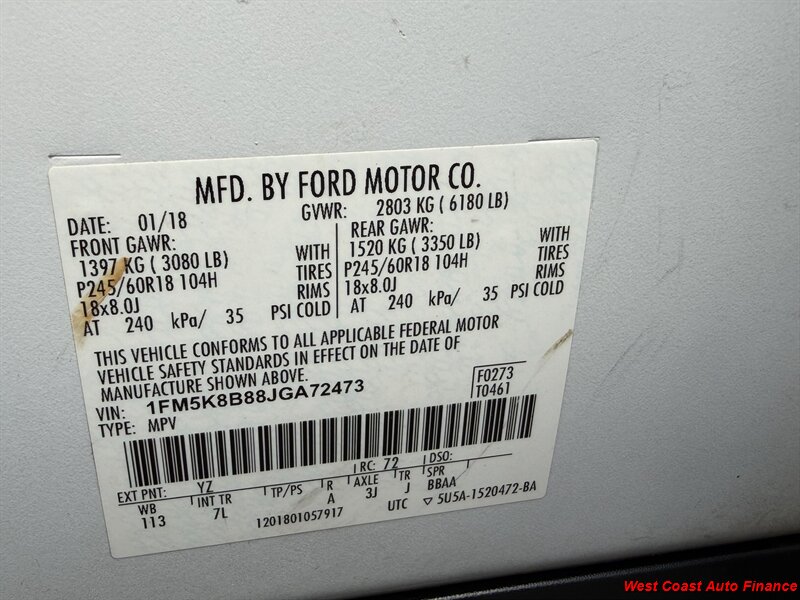 MFD. BY FORD MOTOR CO.
DATE: 01/18 GVWR: 2803 KG ( 6180 LB)
FRONT GAWR: REAR GAWR:
1397 KG ( 3080 LB) WITH 1520 KG ( 3350 LB) WITH
P245/60R18 104H TIRES P245/60R18 104H TIRES
18x8.0J RIMS 18x8.0J RIMS
AT 240 kPa/ 35 PSI COLD AT 240 kPa/ 35 PSI COLD
THIS VEHICLE CONFORMS TO ALL APPLICABLE FEDERAL MOTOR
VEHICLE SAFETY STANDARDS IN EFFECT ON THE DATE OF
MANUFACTURE SHOWN ABOVE.
F0273
VIN: 1FM5K8B88JGA72473 T0461
TYPE: MPV
EXT PNT: YZ RC: 72 DSO:
WB INT TR TP/PS R AXLE TR SPR
113 7L A 3J J BBAA
1201801057917 UTC ▽ 5U5A-1520472-BA
West Coast Auto Finance